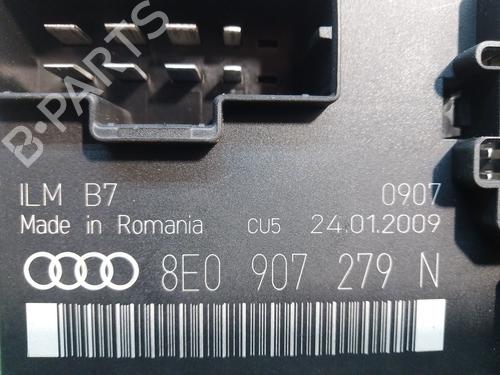 B-PARTS
ILM B7 0907
Made in Romania CU5 24.01.2009
8E0 907 279 N